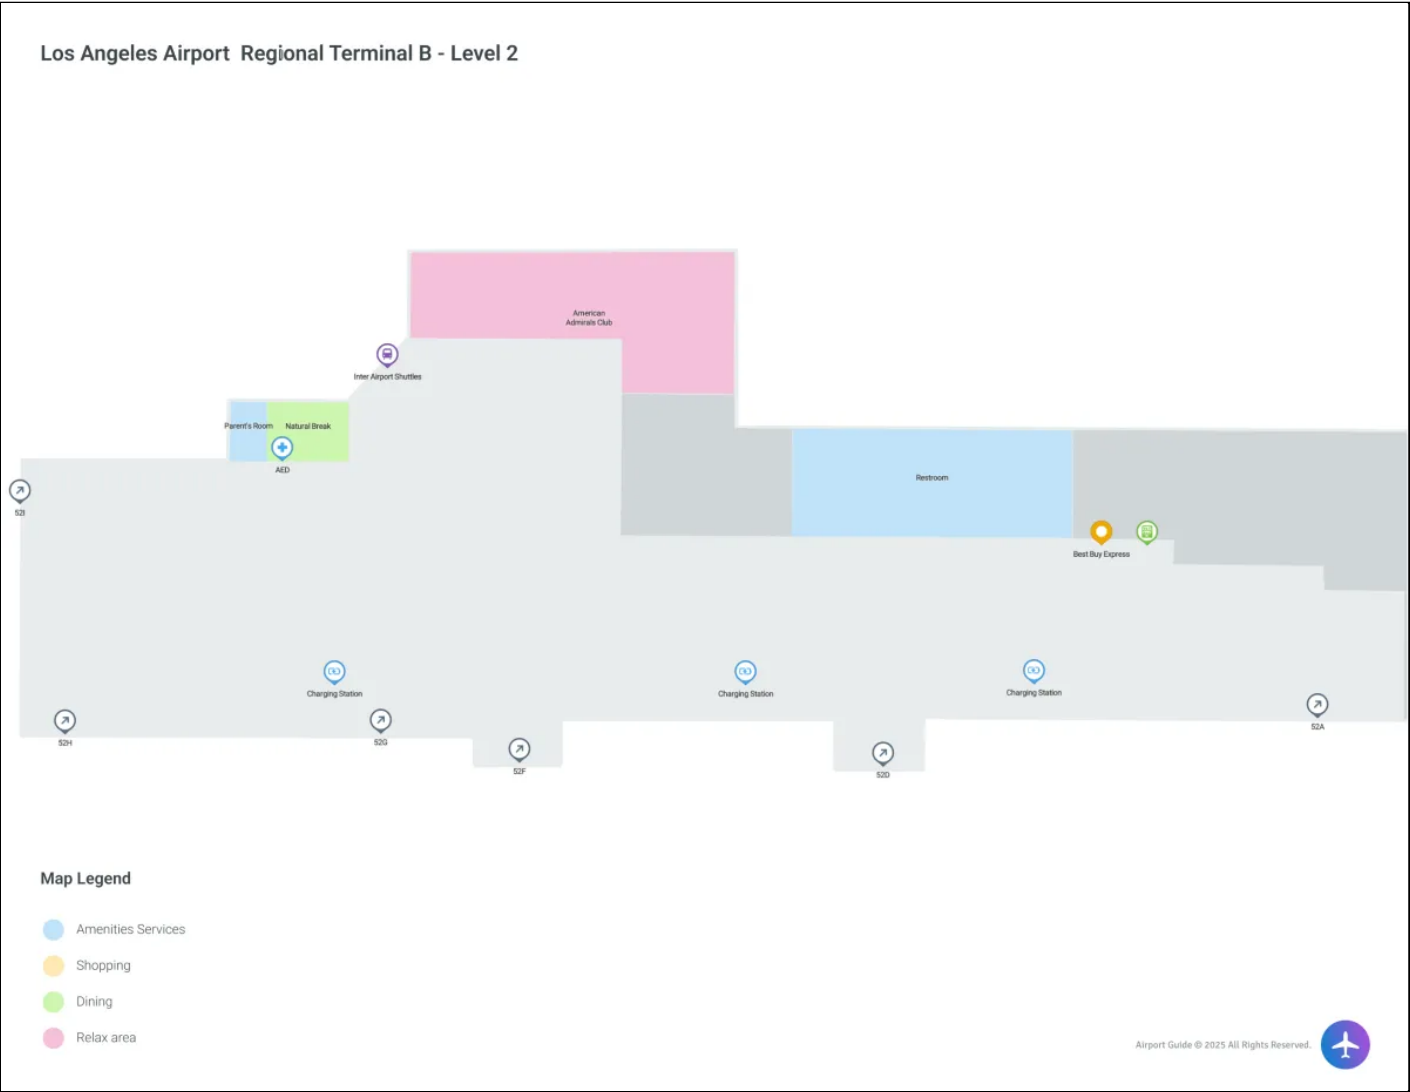 Los Angeles Airport Regional Terminal B - Level 2
American
Admirals Club
Inter Airport Shuttles
Parent's Room
Natural Break
AED
Restroom
52I
Best Buy Express
Charging Station
Charging Station
Charging Station
52H
52G
52F
52D
52A
Map Legend
Amenities Services
Shopping
Dining
Relax area
Airport Guide © 2025 All Rights Reserved.